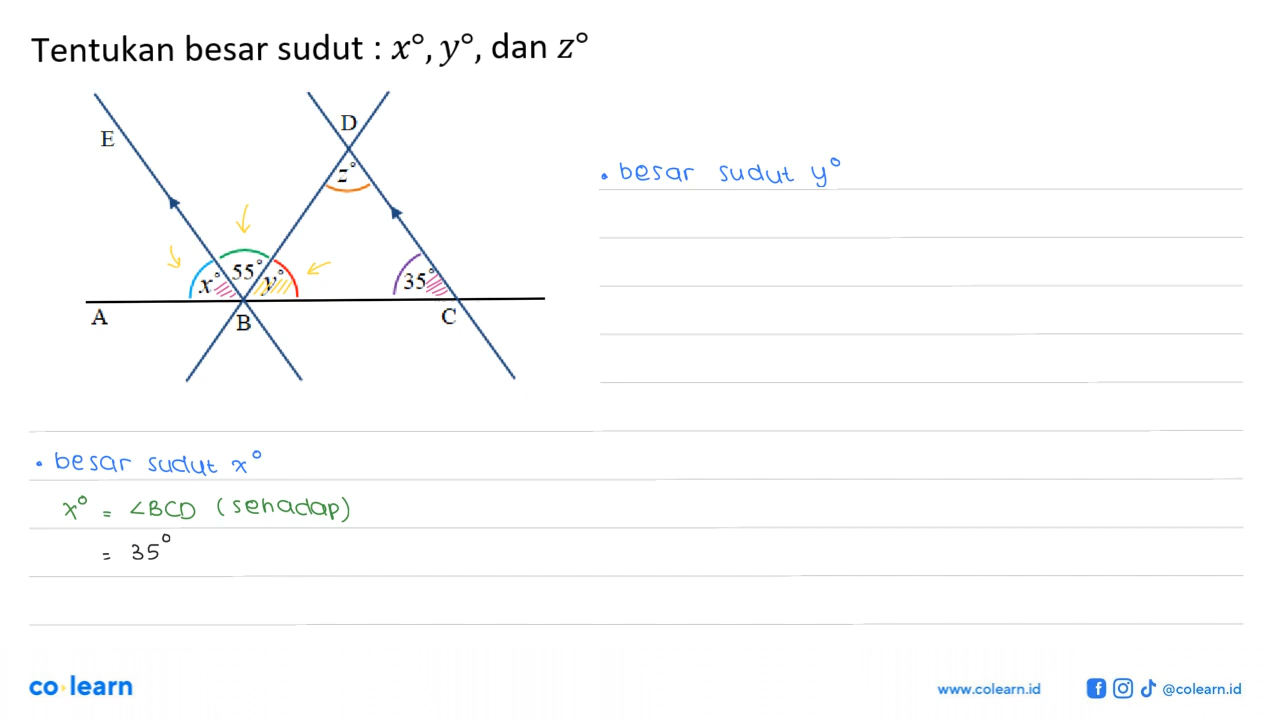 Tentukan besar sudut : x°, y°, dan z°
E
D
z°
x°
55°
y°
35°
A
B
C
• besar sudut y°
• besar sudut x°
x° = ∠BCD (sehadap)
= 35°
co learn
www.colearn.id
@colearn.id